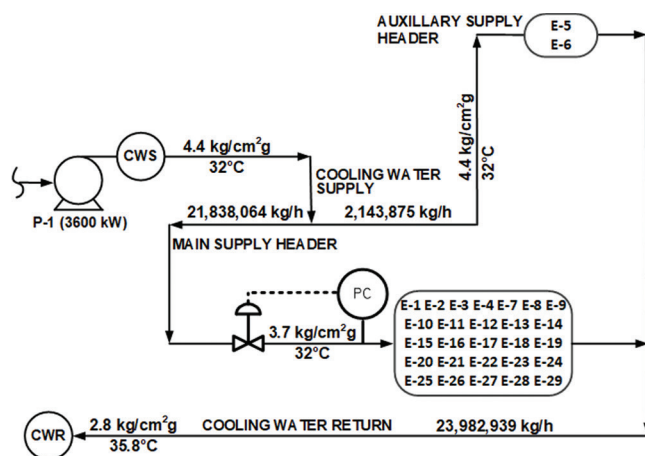 AUXILLARY SUPPLY
HEADER
E-5
E-6
4.4 kg/cm²g
32°C
CWS
4.4 kg/cm²g
32°C
COOLING WATER
SUPPLY
P-1 (3600 kW)
21,838,064 kg/h
2,143,875 kg/h
MAIN SUPPLY HEADER
PC
3.7 kg/cm²g
32°C
E-1 E-2 E-3 E-4 E-7 E-8 E-9
E-10 E-11 E-12 E-13 E-14
E-15 E-16 E-17 E-18 E-19
E-20 E-21 E-22 E-23 E-24
E-25 E-26 E-27 E-28 E-29
CWR
2.8 kg/cm²g
35.8°C
COOLING WATER RETURN
23,982,939 kg/h